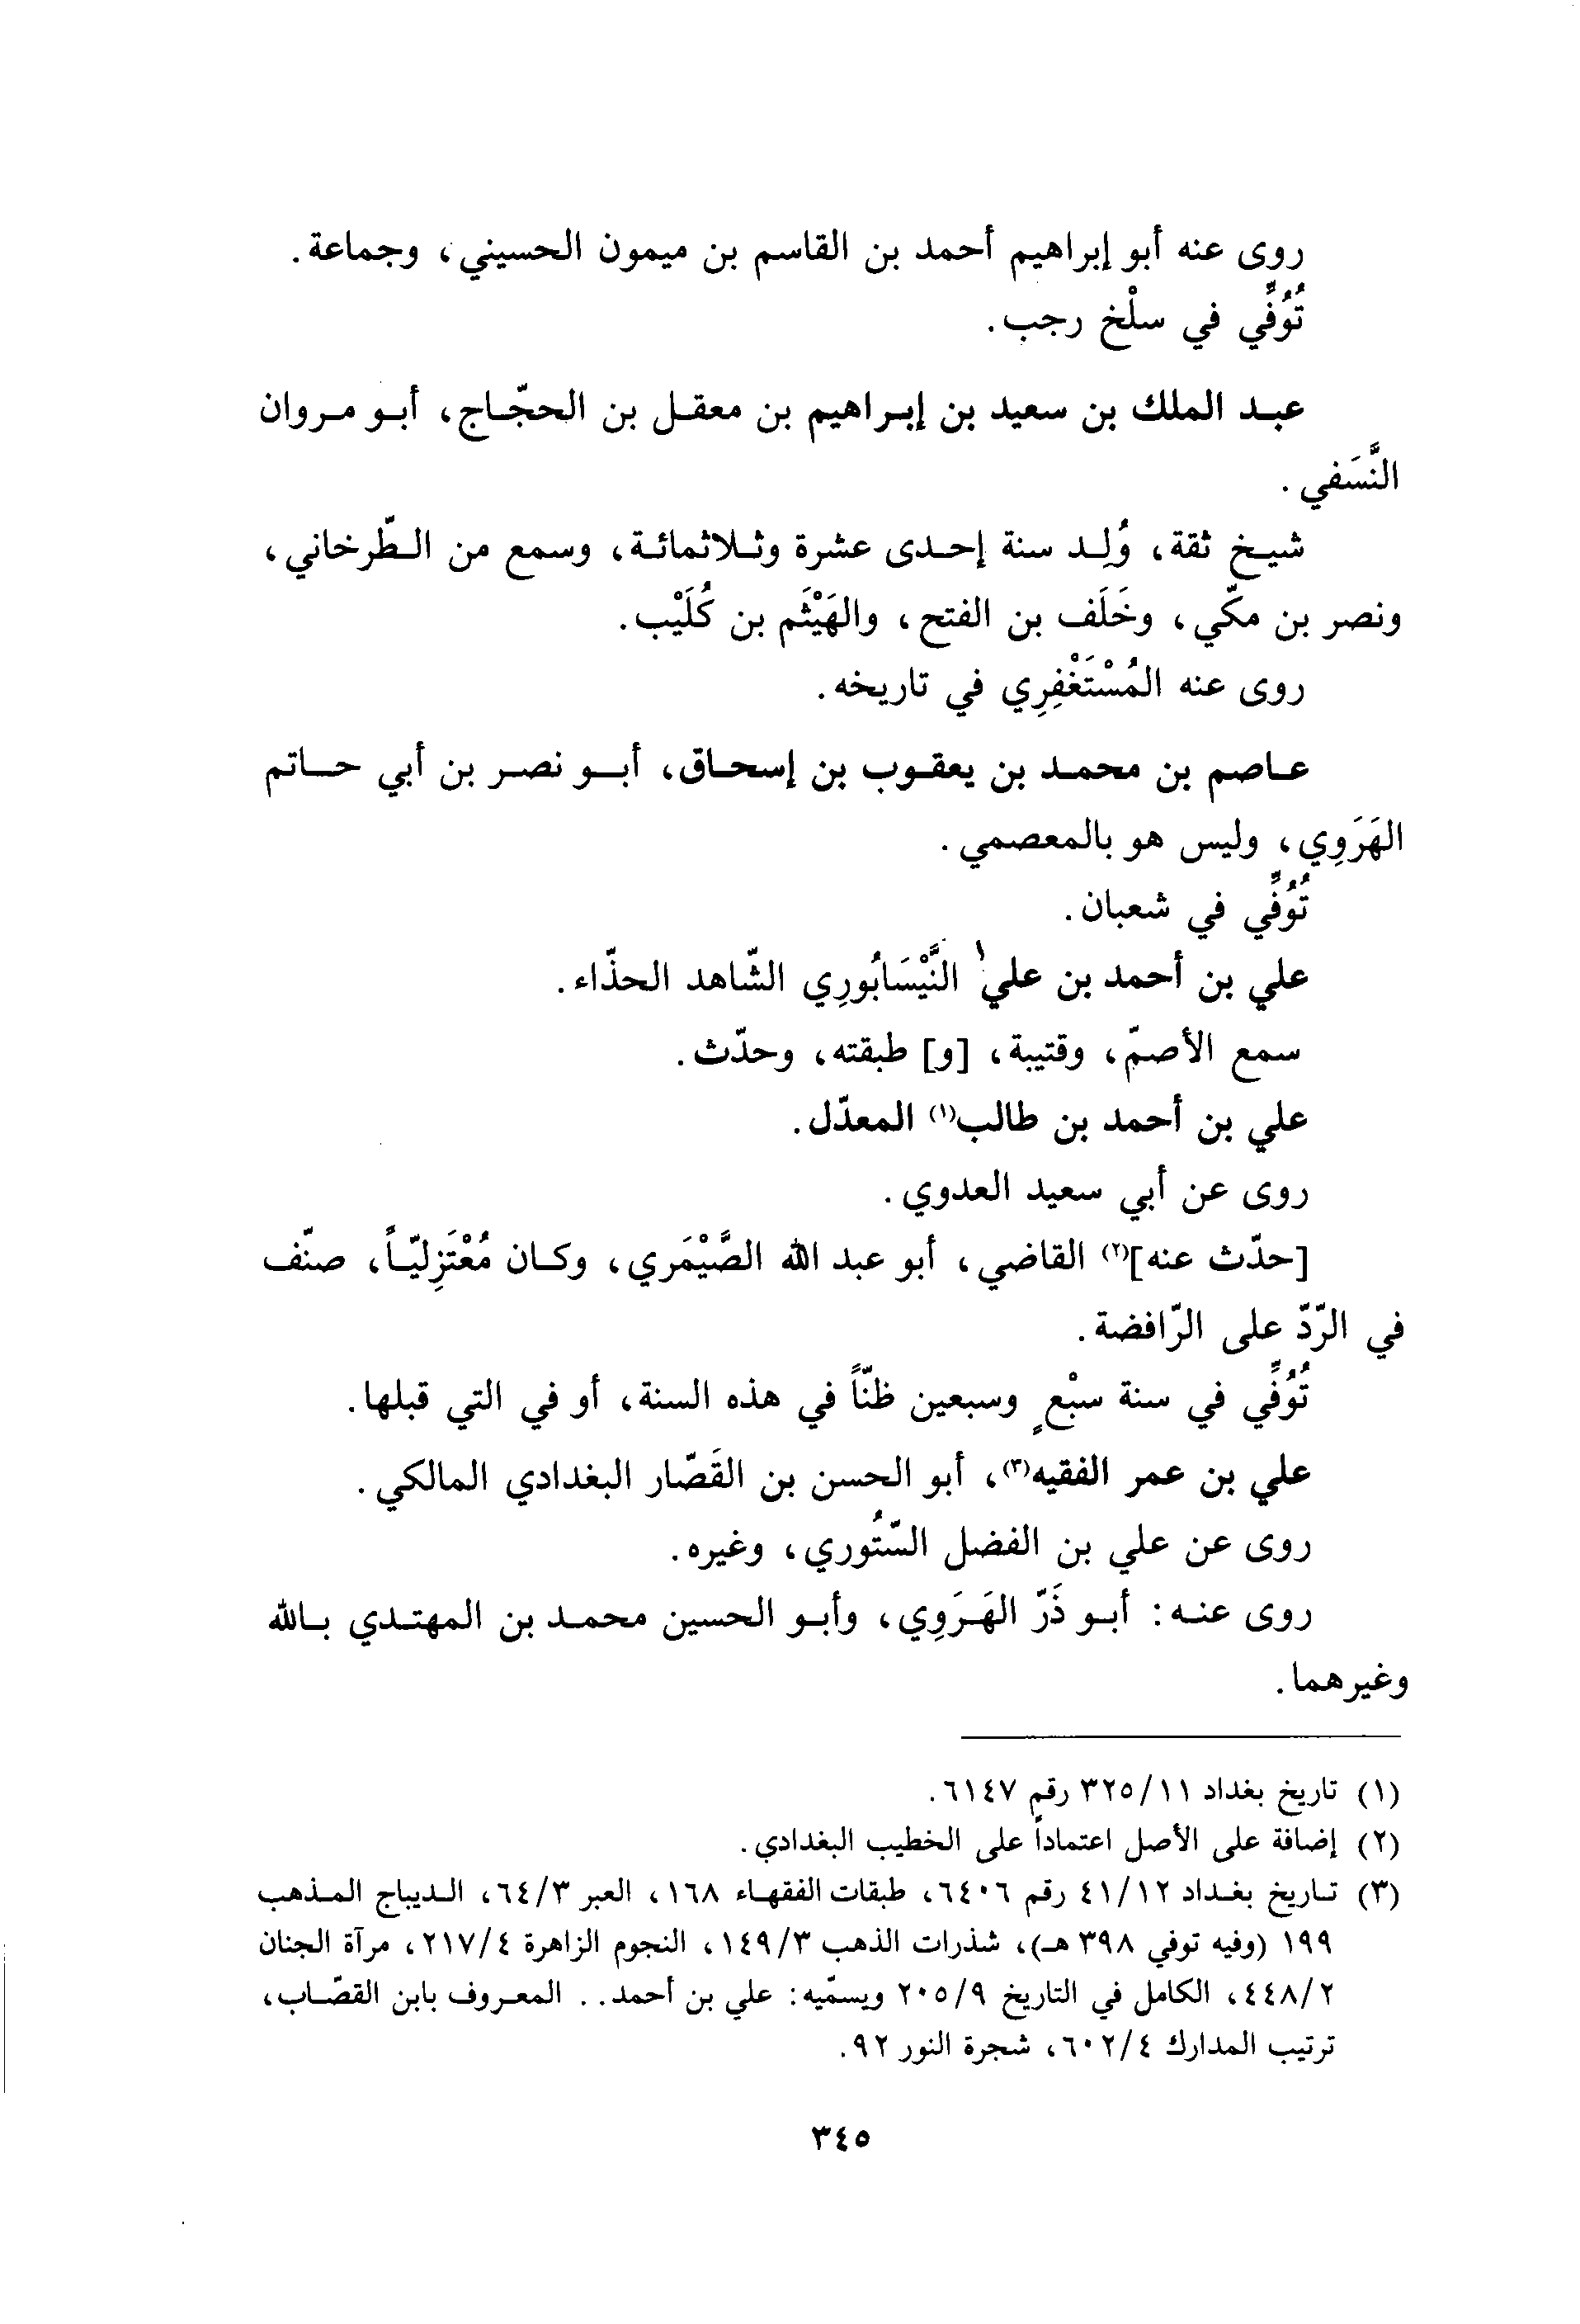 روى عنه أبو إبراهيم أحمد بن القاسم بن ميمون الحسيني، وجماعة.
تُوُفِّي في سلْخ رجب.
عبد الملك بن سعيد بن إبراهيم بن معقل بن الحجّاج، أبو مروان
النَّسَفي.
شيخ ثقة، وُلِد سنة إحدى عشرة وثلاثمائة، وسمع من الطّرخاني،
ونصر بن مكّي، وخَلَف بن الفتح، والهَيْثَم بن كُلَيْب.
روى عنه المُسْتَغْفِرِي في تاريخه.
عاصم بن محمد بن يعقوب بن إسحاق، أبو نصر بن أبي حاتم
الهَرَوِي، وليس هو بالمعصمي.
تُوُفِّي في شعبان.
علي بن أحمد بن علي النَّيْسَابُورِي الشّاهد الحذّاء.
سمع الأصمّ، وقتيبة، [و] طبقته، وحدّث.
علي بن أحمد بن طالب(١) المعدّل.
روى عن أبي سعيد العدوي.
[حدّث عنه](٢) القاضي، أبو عبد الله الصَّيْمَري، وكان مُعْتَزِليّاً، صنّف
في الرّدّ على الرّافضة.
تُوُفِّي في سنة سبْعٍ وسبعين ظنّاً في هذه السنة، أو في التي قبلها.
علي بن عمر الفقيه(٣)، أبو الحسن بن القَصّار البغدادي المالكي.
روى عن علي بن الفضل السّتُوري، وغيره.
روى عنه: أبو ذَرّ الهَرَوِي، وأبو الحسين محمد بن المهتدي بالله
وغيرهما.
(١) تاريخ بغداد ٣٢٥/١١ رقم ٦١٤٧.
(٢) إضافة على الأصل اعتماداً على الخطيب البغدادي.
(٣) تاريخ بغداد ٤١/١٢ رقم ٦٤٠٦، طبقات الفقهاء ١٦٨، العبر ٦٤/٣، الديباج المذهب
١٩٩ (وفيه توفي ٣٩٨ هـ)، شذرات الذهب ١٤٩/٣، النجوم الزاهرة ٢١٧/٤، مرآة الجنان
٤٤٨/٢، الكامل في التاريخ ٢٠٥/٩ ويسمّيه: علي بن أحمد.. المعروف بابن القصّاب،
ترتيب المدارك ٦٠٢/٤، شجرة النور ٩٢.
٣٤٥